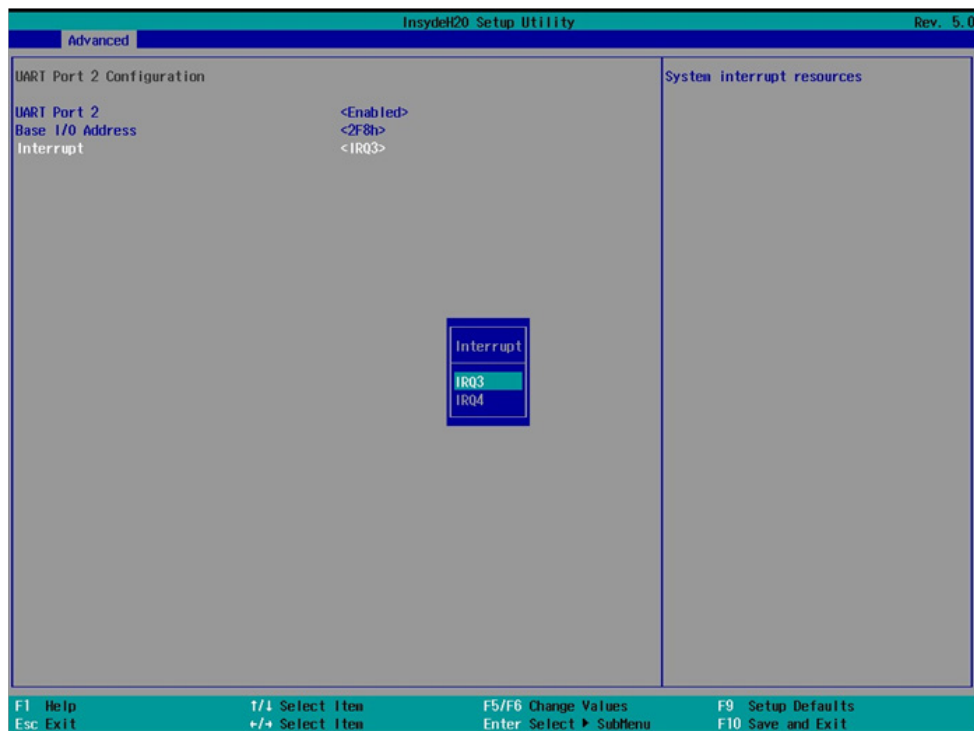 InsydeH20 Setup Utility Rev. 5.0
Advanced
UART Port 2 Configuration
UART Port 2 <Enabled>
Base I/O Address <2F8h>
Interrupt <IRQ3>
System interrupt resources
Interrupt
IRQ3
IRQ4
F1 Help ↑/↓ Select Item F5/F6 Change Values F9 Setup Defaults
Esc Exit ←/→ Select Item Enter Select ▶ SubMenu F10 Save and Exit